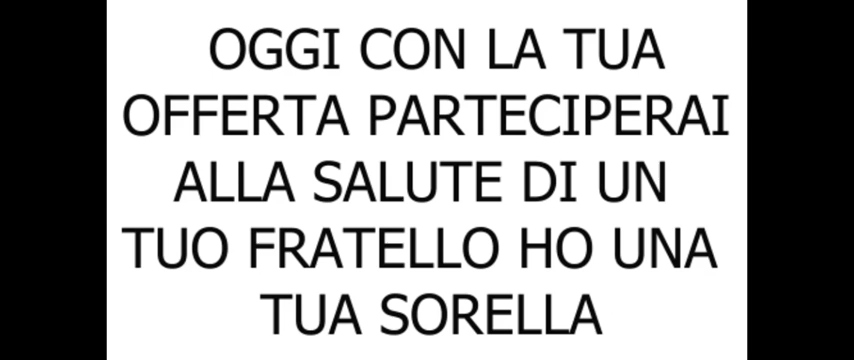 OGGI CON LA TUA
OFFERTA PARTECIPERAI
ALLA SALUTE DI UN
TUO FRATELLO HO UNA
TUA SORELLA